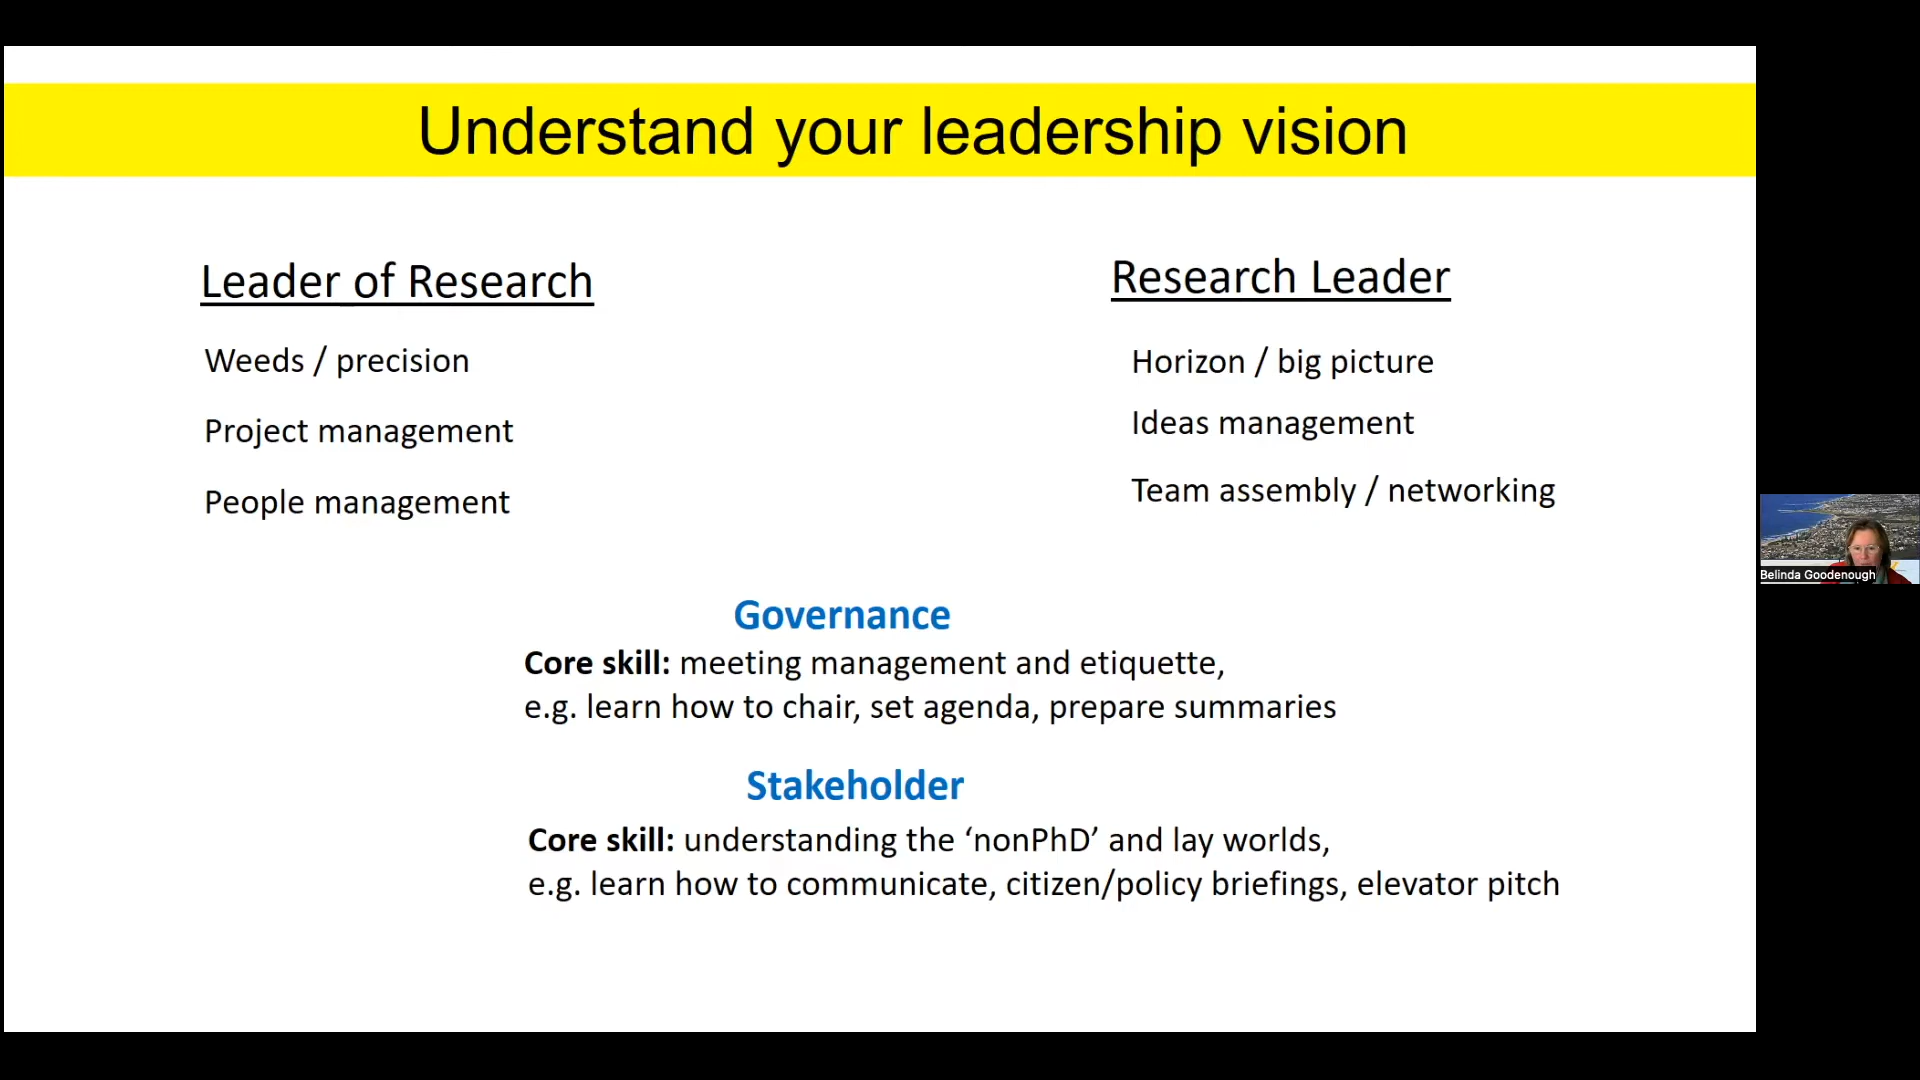 Understand your leadership vision
Leader of Research
Weeds / precision
Project management
People management
Research Leader
Horizon / big picture
Ideas management
Team assembly / networking
Governance
Core skill: meeting management and etiquette,
e.g. learn how to chair, set agenda, prepare summaries
Stakeholder
Core skill: understanding the ‘nonPhD’ and lay worlds,
e.g. learn how to communicate, citizen/policy briefings, elevator pitch
Belinda Goodenough